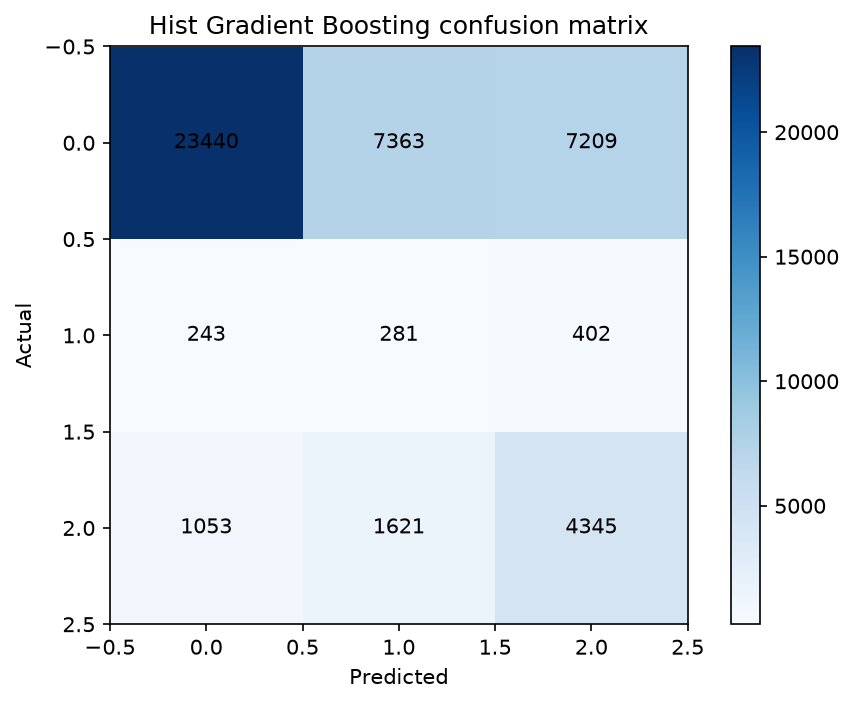 Hist Gradient Boosting confusion matrix
−0.5
0.0
0.5
1.0
1.5
2.0
2.5
Actual
23440 7363 7209
243 281 402
1053 1621 4345
−0.5 0.0 0.5 1.0 1.5 2.0 2.5
Predicted
20000
15000
10000
5000